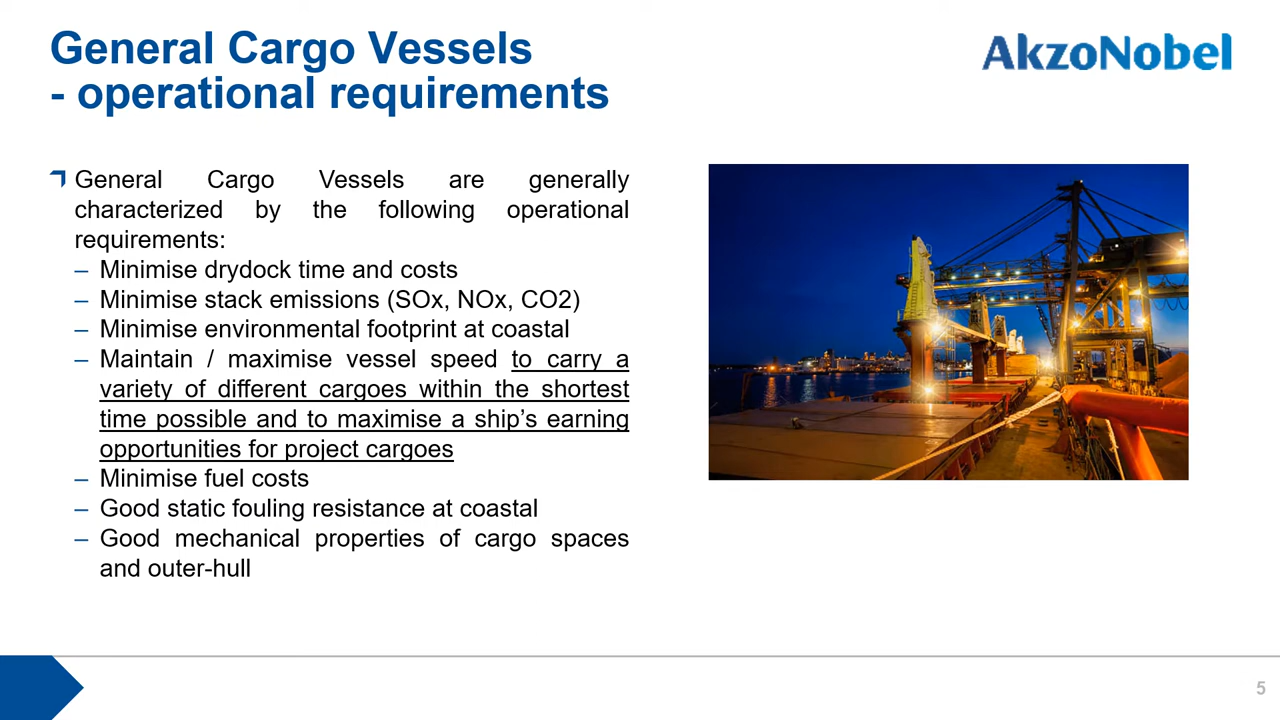 General Cargo Vessels
- operational requirements
AkzoNobel
General Cargo Vessels are generally
characterized by the following operational
requirements:
– Minimise drydock time and costs
– Minimise stack emissions (SOx, NOx, CO2)
– Minimise environmental footprint at coastal
– Maintain / maximise vessel speed to carry a
variety of different cargoes within the shortest
time possible and to maximise a ship’s earning
opportunities for project cargoes
– Minimise fuel costs
– Good static fouling resistance at coastal
– Good mechanical properties of cargo spaces
and outer-hull
5